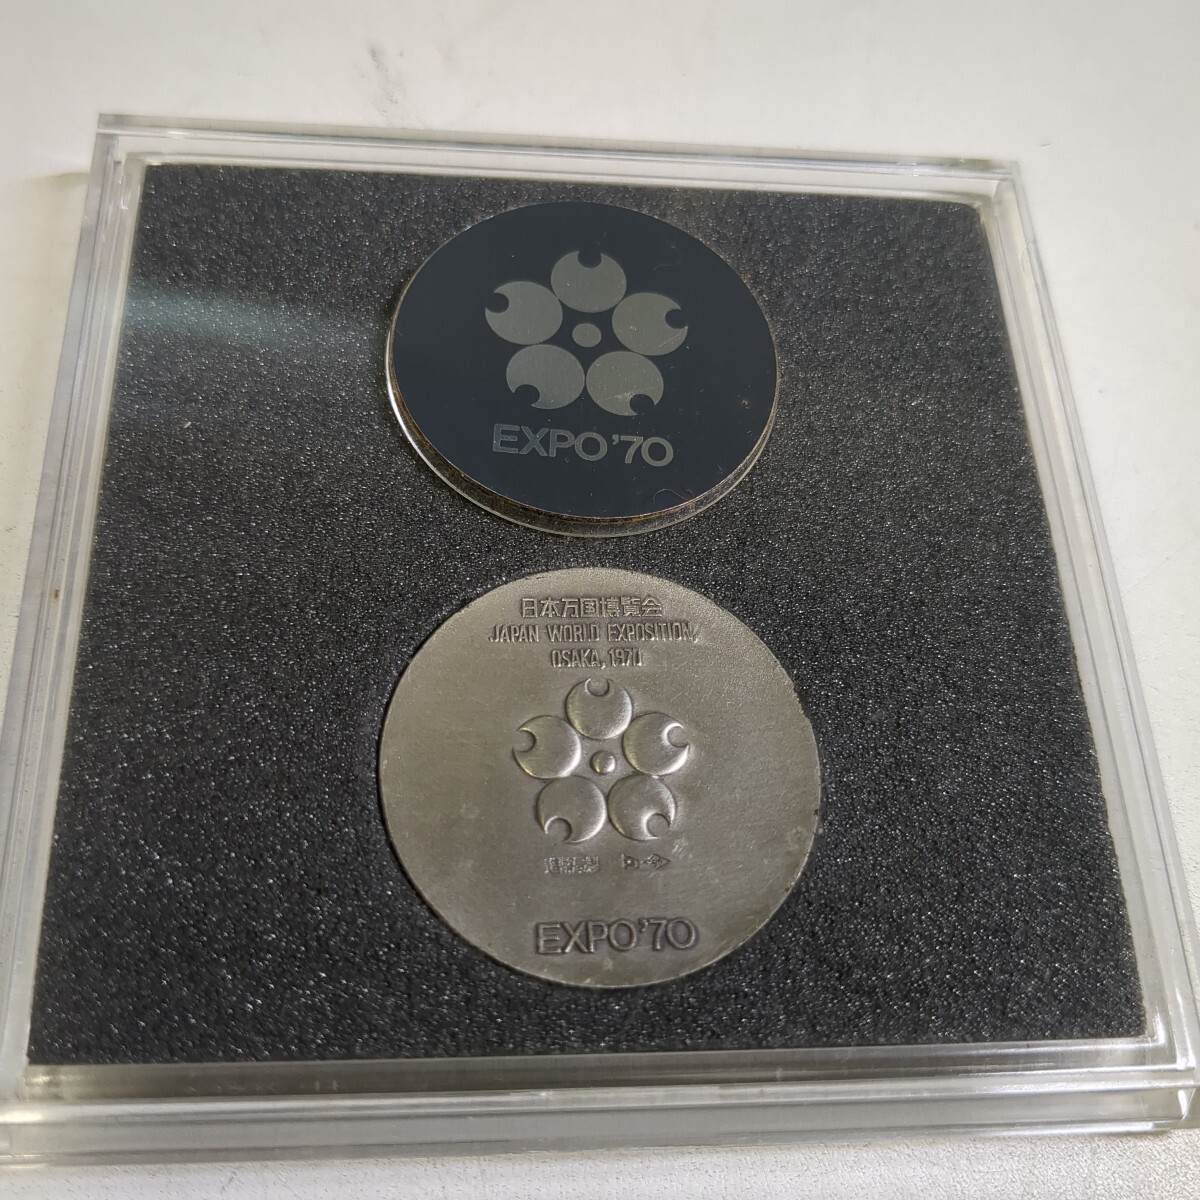 EXPO'70
日本万国博覧会
JAPAN WORLD EXPOSITION,
OSAKA, 1970
EXPO'70